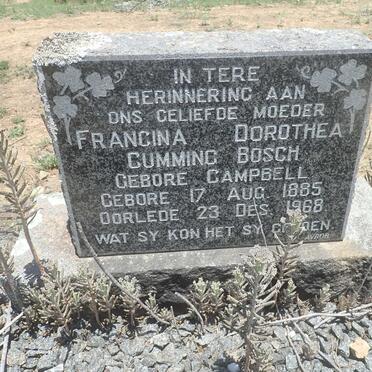 IN TERE
HERINNERING AAN
ONS GELIEFDE MOEDER
FRANCINA DOROTHEA
CUMMING BOSCH
GEBORE CAMPBELL
GEBORE 17 AUG 1885
OORLEDE 23 DES 1968
WAT SY KON HET SY